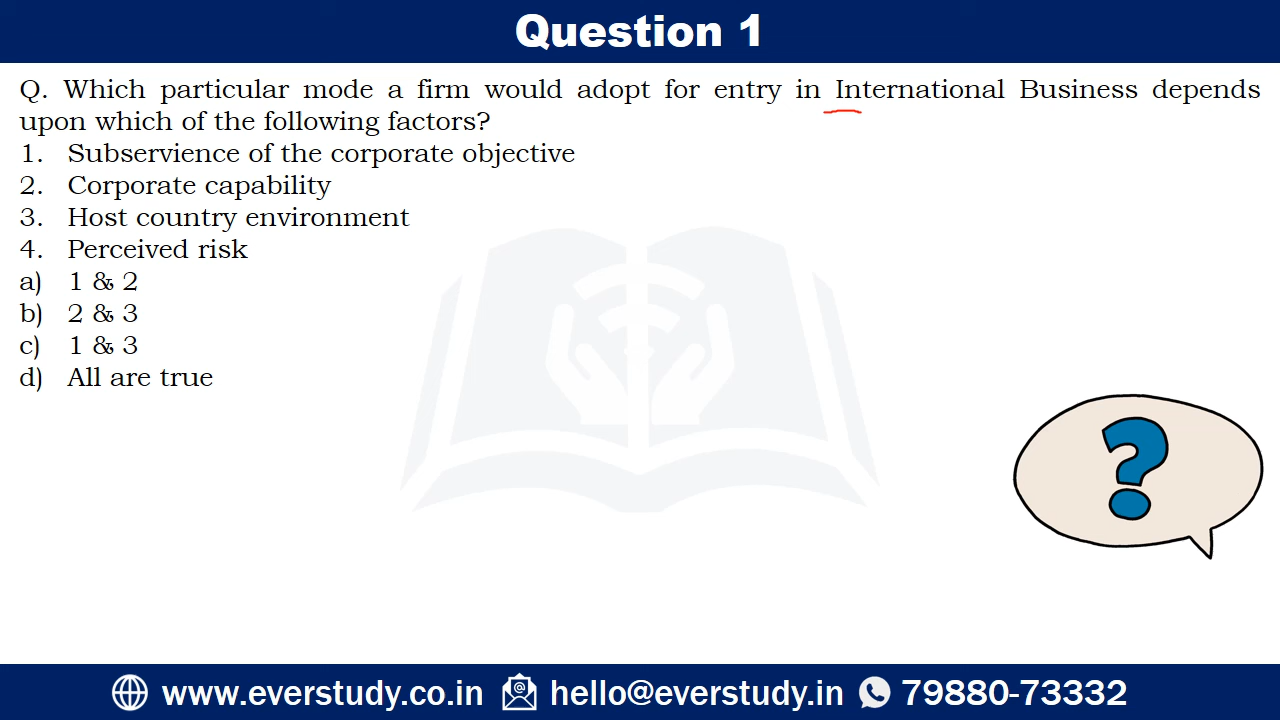 Question 1
Q. Which particular mode a firm would adopt for entry in International Business depends
upon which of the following factors?
1. Subservience of the corporate objective
2. Corporate capability
3. Host country environment
4. Perceived risk
a) 1 & 2
b) 2 & 3
c) 1 & 3
d) All are true
?
www.everstudy.co.in @ hello@everstudy.in 79880-73332